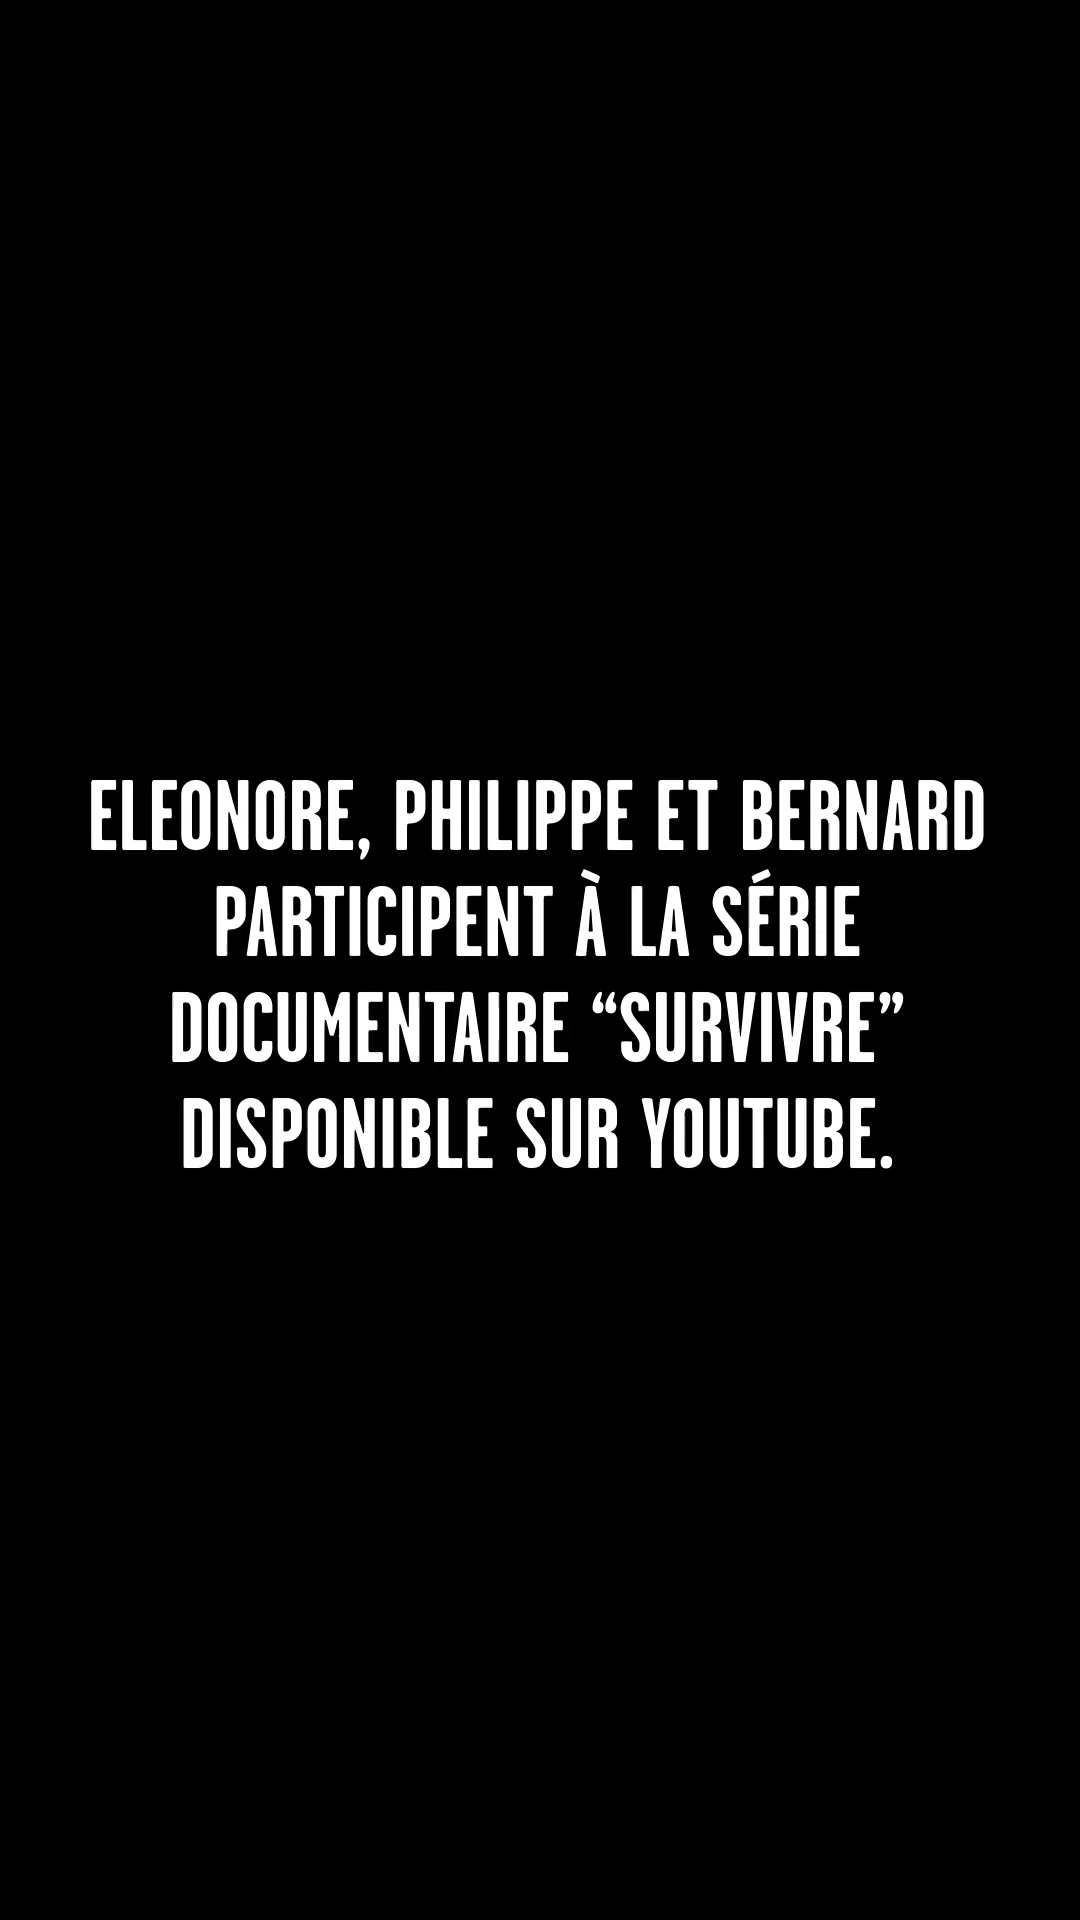 ELEONORE, PHILIPPE ET BERNARD
PARTICIPENT À LA SÉRIE
DOCUMENTAIRE “SURVIVRE”
DISPONIBLE SUR YOUTUBE.